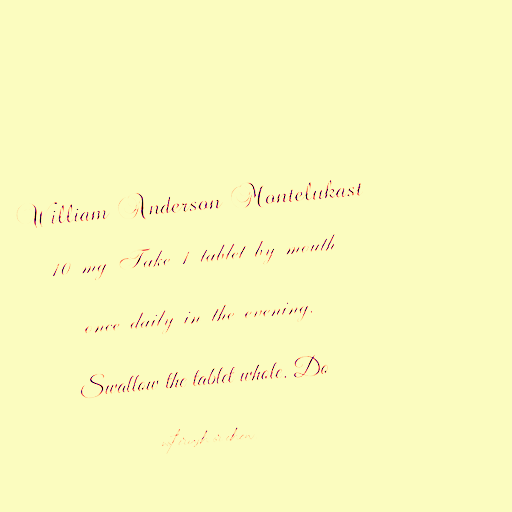 William Anderson Montelukast
10 mg Take 1 tablet by mouth
once daily in the evening.
Swallow the tablet whole. Do